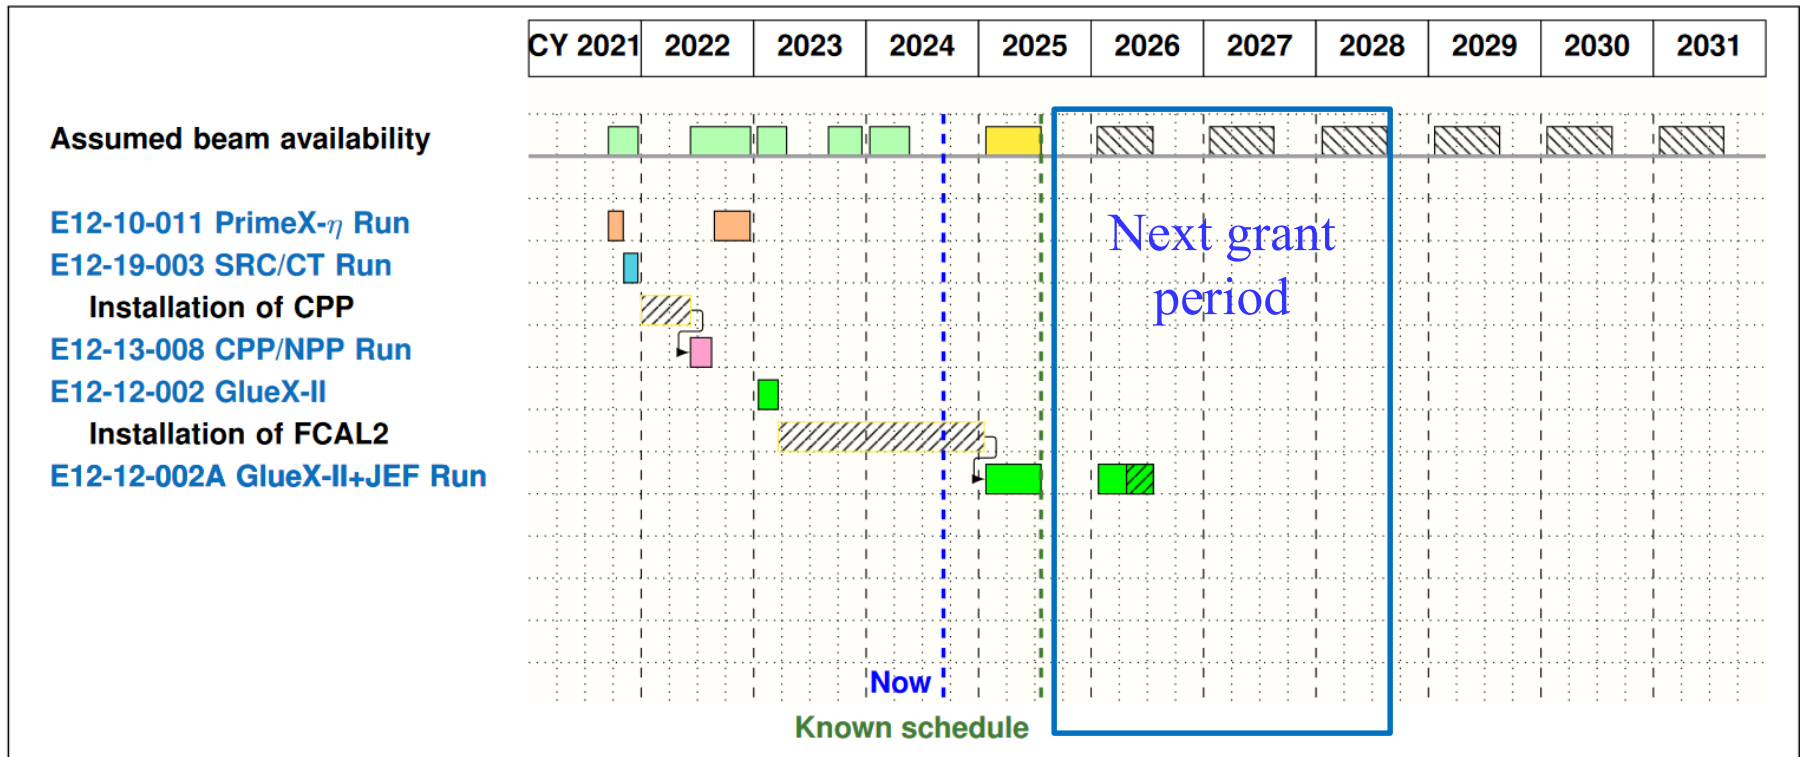 CY 2021 2022 2023 2024 2025 2026 2027 2028 2029 2030 2031
Assumed beam availability
E12-10-011 PrimeX-η Run
E12-19-003 SRC/CT Run
Installation of CPP
E12-13-008 CPP/NPP Run
E12-12-002 GlueX-II
Installation of FCAL2
E12-12-002A GlueX-II+JEF Run
Next grant
period
Now
Known schedule